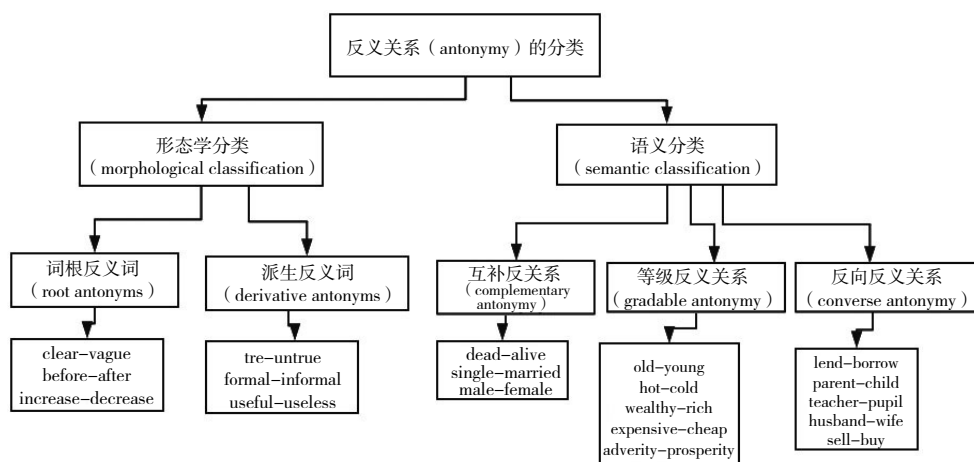 反义关系（antonymy）的分类
形态学分类
（morphological classification）
语义分类
（semantic classification）
词根反义词
（root antonyms）
派生反义词
（derivative antonyms）
互补反关系
（complementary
antonymy）
等级反义关系
（gradable antonymy）
反向反义关系
（converse antonymy）
clear-vague
before-after
increase-decrease
tre-untrue
formal-informal
useful-useless
dead-alive
single-married
male-female
old-young
hot-cold
wealthy-rich
expensive-cheap
adverity-prosperity
lend-borrow
parent-child
teacher-pupil
husband-wife
sell-buy